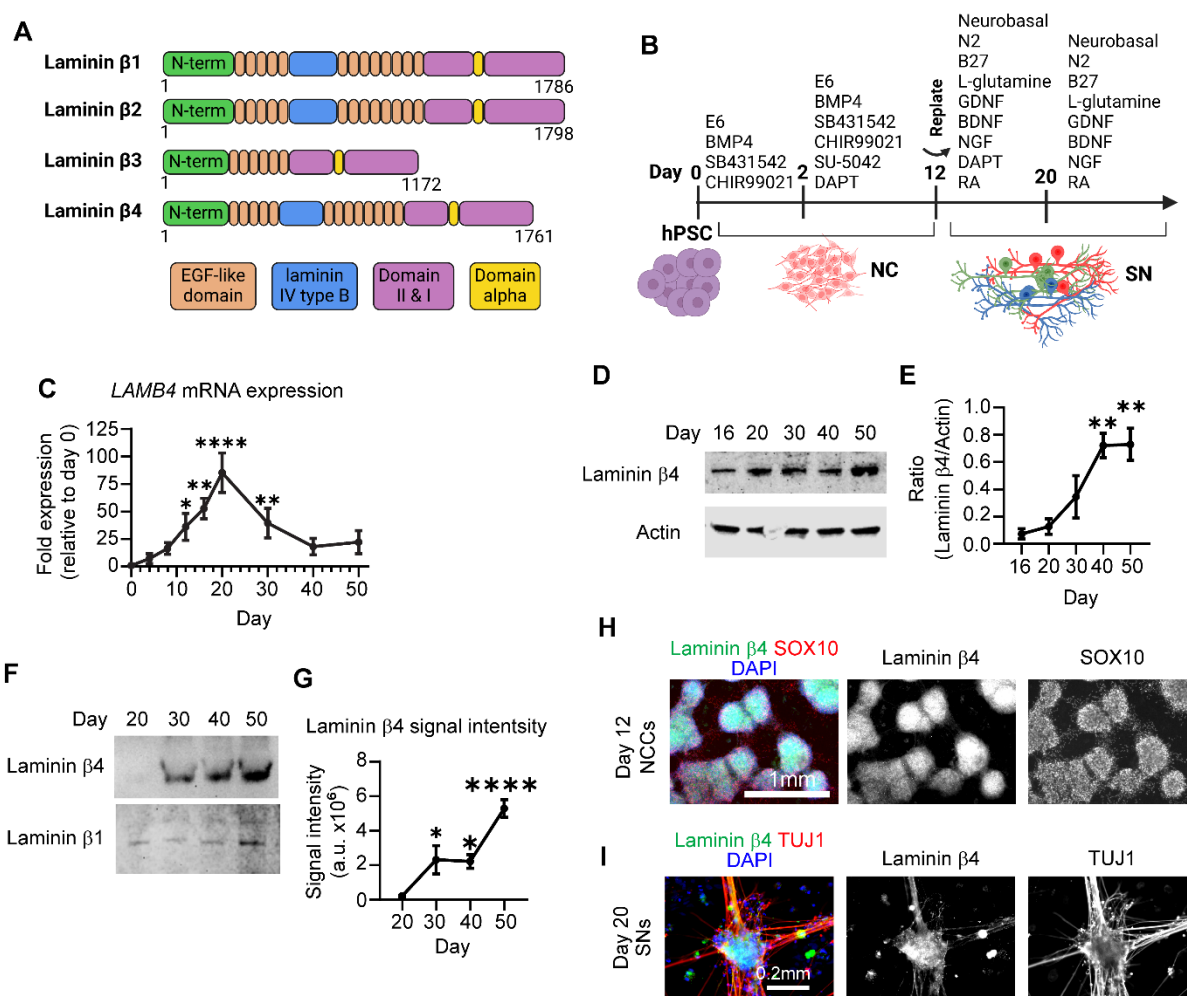 A
Laminin β1
N-term
1
1786
Laminin β2
N-term
1
1798
Laminin β3
N-term
1
1172
Laminin β4
N-term
1
1761
EGF-like
domain
laminin
IV type B
Domain
II & I
Domain
alpha
B
E6
BMP4
SB431542
CHIR99021
E6
BMP4
SB431542
CHIR99021
SU-5042
DAPT
Replate
Neurobasal
N2
B27
L-glutamine
GDNF
BDNF
NGF
DAPT
RA
Neurobasal
N2
B27
L-glutamine
GDNF
BDNF
NGF
RA
Day 0 2 12 20
hPSC
NC
SN
C
LAMB4 mRNA expression
Fold expression
(relative to day 0)
125
100
75
50
25
0
* ** **** **
0 10 20 30 40 50
Day
D
Day 16 20 30 40 50
Laminin β4
Actin
E
Ratio
(Laminin β4/Actin)
1.0
0.8
0.6
0.4
0.2
0.0
** **
16 20 30 40 50
Day
F
Day 20 30 40 50
Laminin β4
Laminin β1
G
Laminin β4 signal intentsity
Signal intensity
(a.u. x10⁶)
8
6
4
2
0
* * ****
20 30 40 50
Day
H
Laminin β4 SOX10
DAPI
Laminin β4
SOX10
Day 12
NCCs
1mm
I
Laminin β4 TUJ1
DAPI
Laminin β4
TUJ1
Day 20
SNs
0.2mm